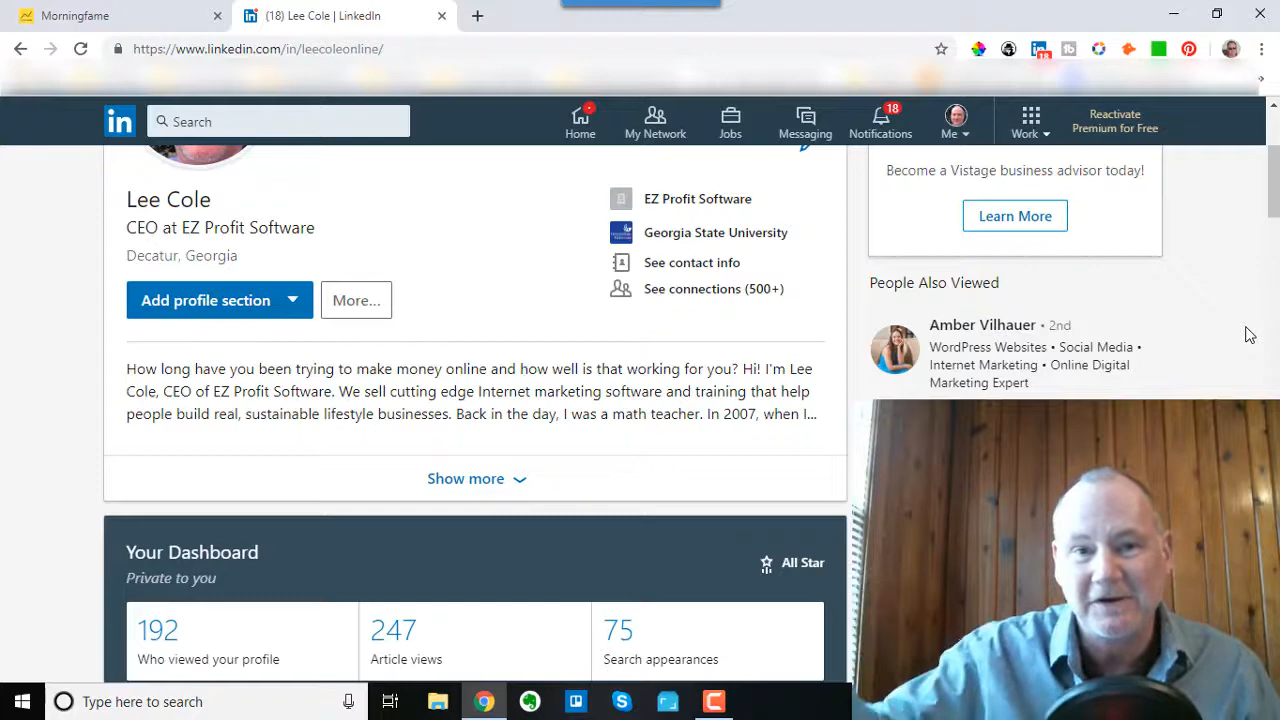 Morningfame
(18) Lee Cole | LinkedIn
https://www.linkedin.com/in/leecoleonline/
18
in
Search
Home
My Network
Jobs
Messaging
18
Notifications
Me
Work
Reactivate
Premium for Free
Lee Cole
CEO at EZ Profit Software
Decatur, Georgia
Add profile section
More...
EZ Profit Software
Georgia State University
See contact info
See connections (500+)
How long have you been trying to make money online and how well is that working for you? Hi! I'm Lee
Cole, CEO of EZ Profit Software. We sell cutting edge Internet marketing software and training that help
people build real, sustainable lifestyle businesses. Back in the day, I was a math teacher. In 2007, when I...
Show more
Your Dashboard
Private to you
All Star
192
Who viewed your profile
247
Article views
75
Search appearances
Become a Vistage business advisor today!
Learn More
People Also Viewed
Amber Vilhauer • 2nd
WordPress Websites • Social Media •
Internet Marketing • Online Digital
Marketing Expert
Type here to search